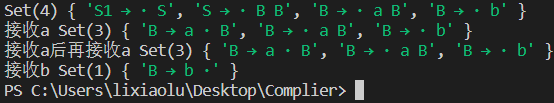 Set(4) { 'S1 → · S', 'S → · B B', 'B → · a B', 'B → · b' }
接收a Set(3) { 'B → a · B', 'B → · a B', 'B → · b' }
接收a后再接收a Set(3) { 'B → a · B', 'B → · a B', 'B → · b' }
接收b Set(1) { 'B → b ·' }
PS C:\Users\lixiaolu\Desktop\Complier>